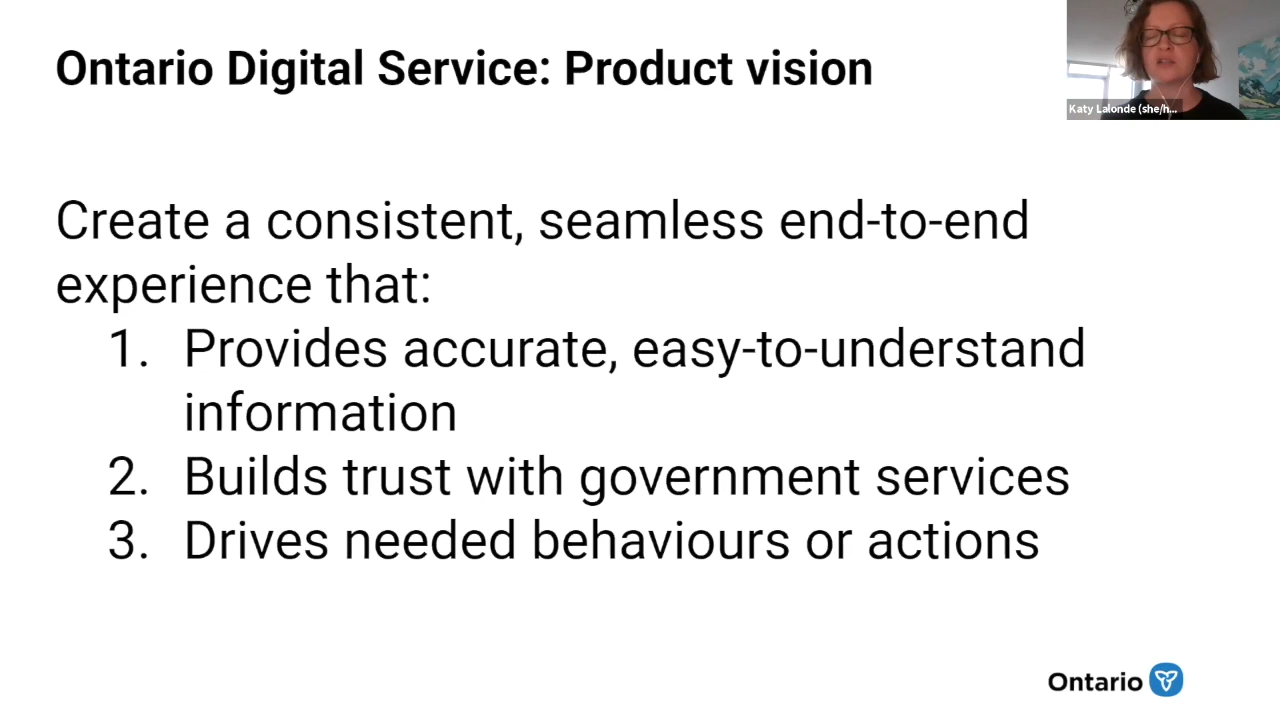 Ontario Digital Service: Product vision
Katy Lalonde (she/h...
Create a consistent, seamless end-to-end
experience that:
1. Provides accurate, easy-to-understand
information
2. Builds trust with government services
3. Drives needed behaviours or actions
Ontario